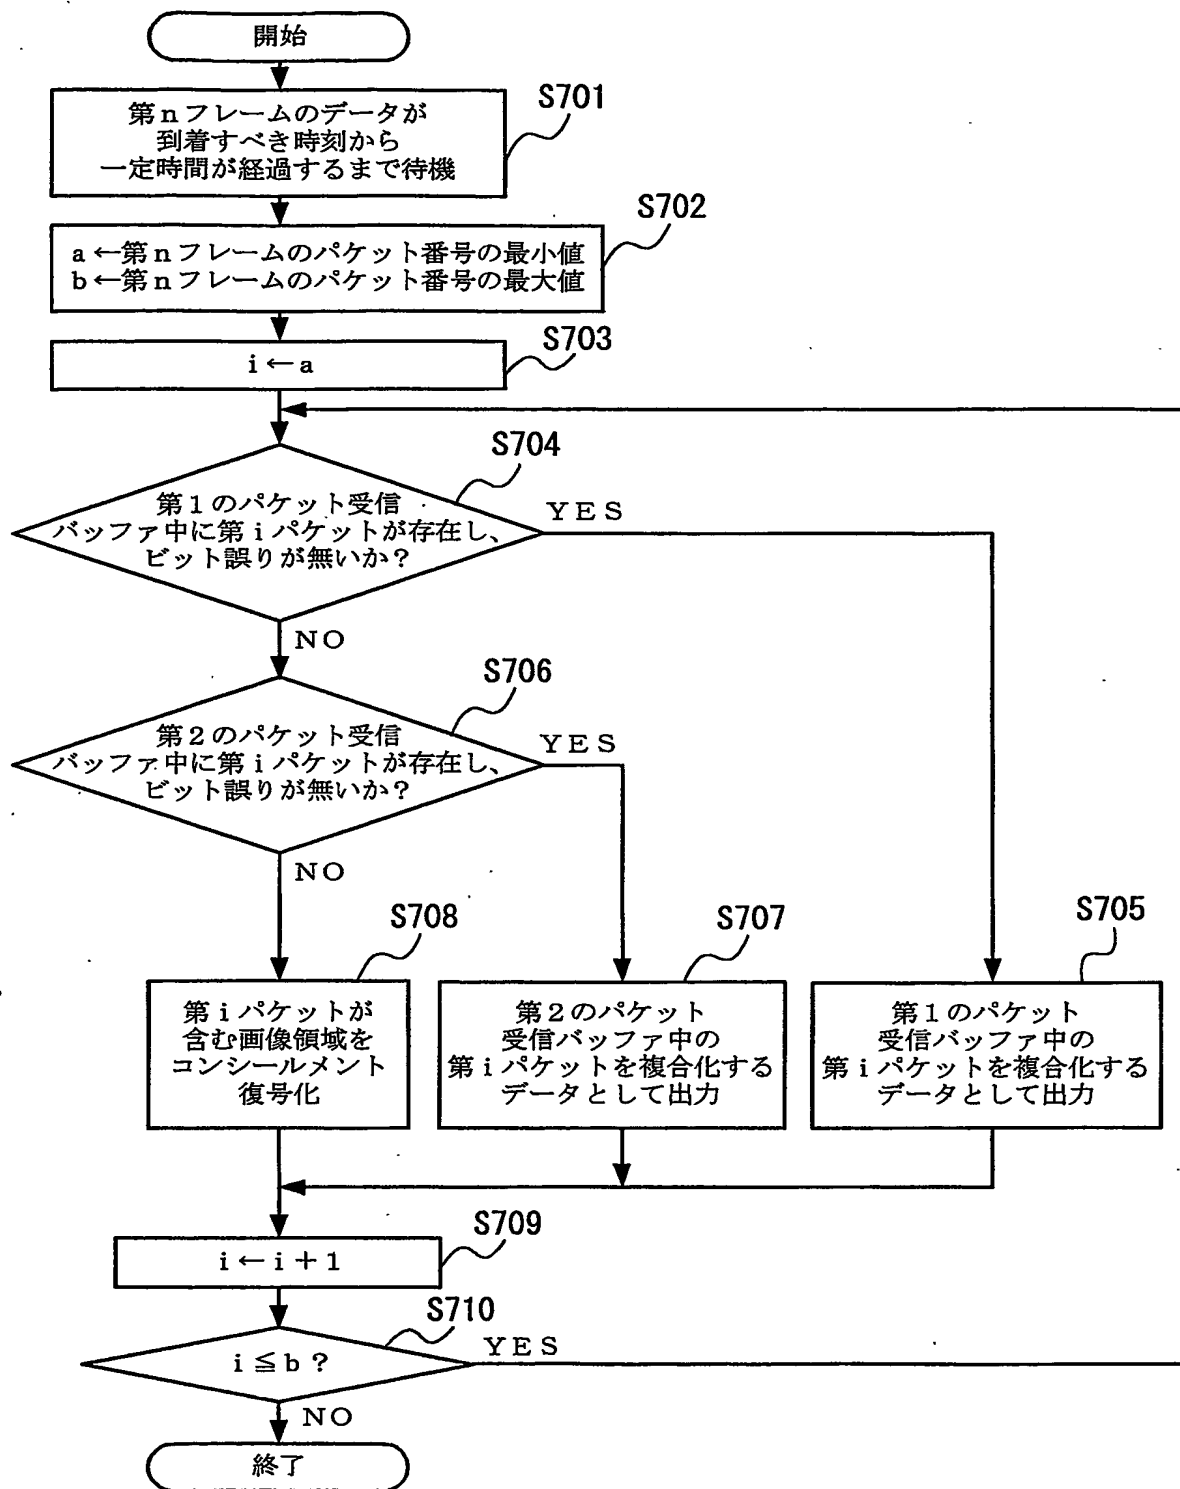 開始
S701
第nフレームのデータが
到着すべき時刻から
一定時間が経過するまで待機
S702
a←第nフレームのパケット番号の最小値
b←第nフレームのパケット番号の最大値
S703
i←a
S704
第1のパケット受信
バッファ中に第iパケットが存在し、
ビット誤りが無いか?
YES
NO
S706
第2のパケット受信
バッファ中に第iパケットが存在し、
ビット誤りが無いか?
YES
NO
S708
第iパケットが
含む画像領域を
コンシールメント
復号化
S707
第2のパケット
受信バッファ中の
第iパケットを複合化する
データとして出力
S705
第1のパケット
受信バッファ中の
第iパケットを複合化する
データとして出力
S709
i←i+1
S710
i≦b?
YES
NO
終了